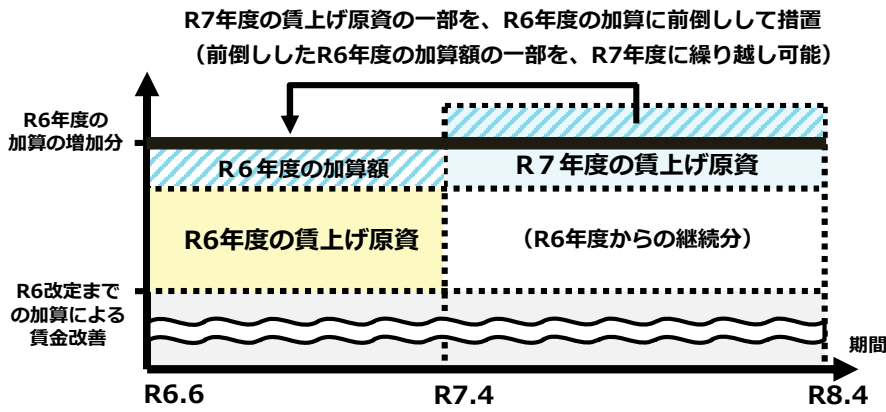 R7年度の賃上げ原資の一部を、R6年度の加算に前倒しして措置
（前倒ししたR6年度の加算額の一部を、R7年度に繰り越し可能）
R6年度の
加算の増加分
R６年度の加算額
R７年度の賃上げ原資
R6年度の賃上げ原資
（R6年度からの継続分）
R6改定まで
の加算による
賃金改善
期間
R6.6
R7.4
R8.4